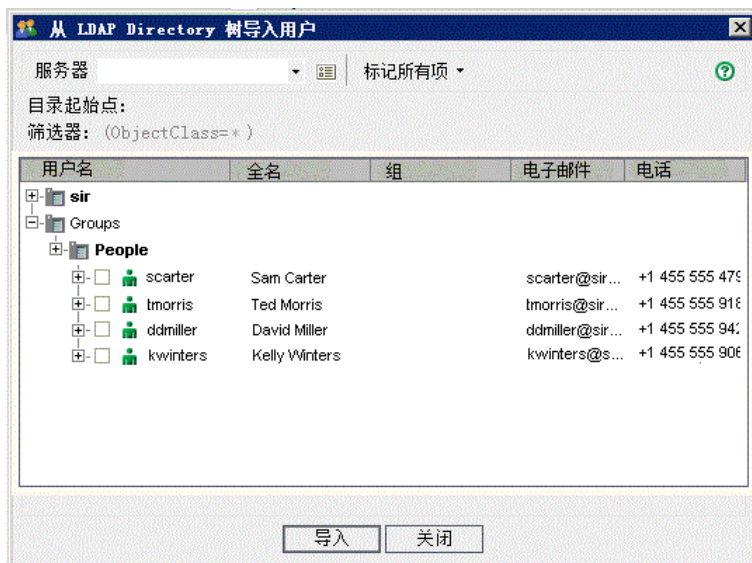 从 LDAP Directory 树导入用户
服务器 标记所有项
目录起始点:
筛选器: (ObjectClass=*)
用户名 全名 组 电子邮件 电话
sir
Groups
People
scarter Sam Carter scarter@sir... +1 455 555 479
tmorris Ted Morris tmorris@sir... +1 455 555 918
ddmiller David Miller ddmiller@sir... +1 455 555 942
kwinters Kelly Winters kwinters@s... +1 455 555 906
导入 关闭